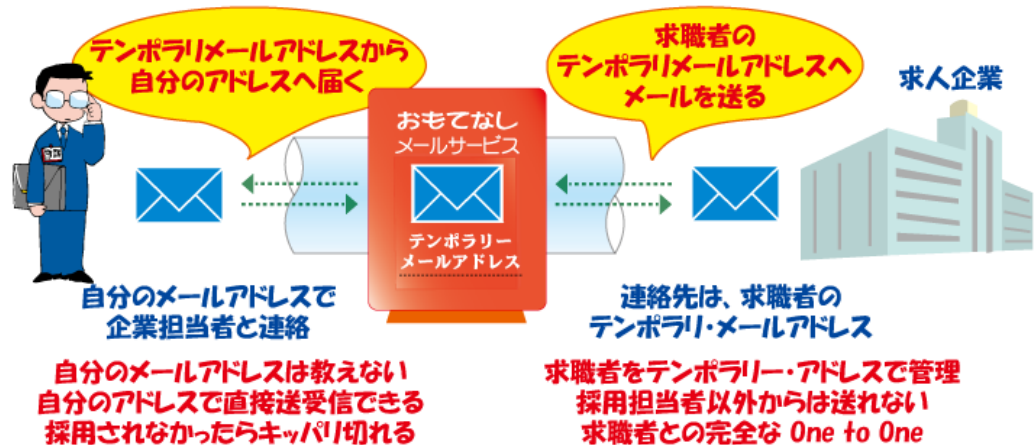 テンポラリメールアドレスから
自分のアドレスへ届く
求職者の
テンポラリメールアドレスへ
メールを送る
求人企業
おもてなし
メールサービス
テンポラリー
メールアドレス
自分のメールアドレスで
企業担当者と連絡
連絡先は、求職者の
テンポラリ・メールアドレス
自分のメールアドレスは教えない
自分のアドレスで直接送受信できる
採用されなかったらキッパリ切れる
求職者をテンポラリー・アドレスで管理
採用担当者以外からは送れない
求職者との完全な One to One